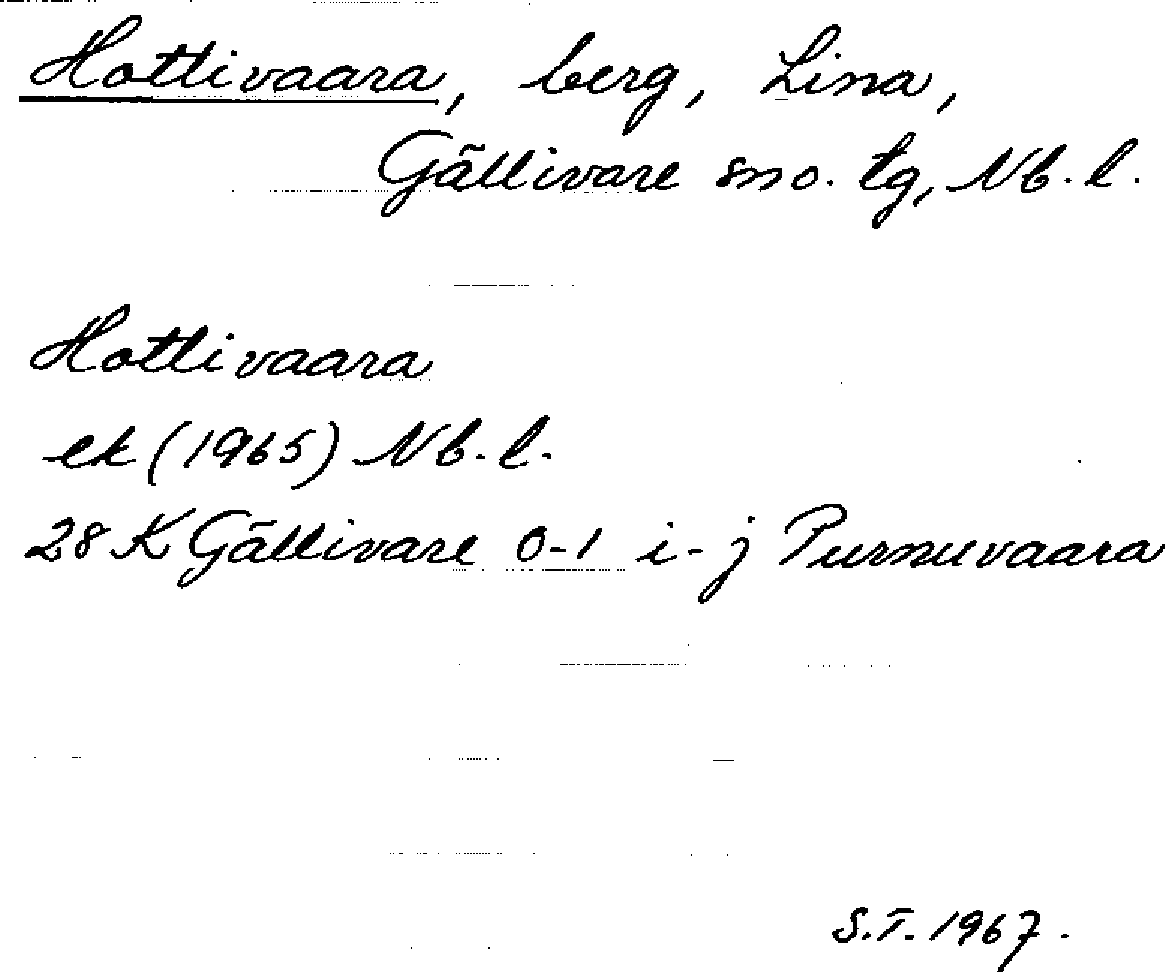 Hottivaara, berg, Lina,
Gällivare sno. tg, Nb. l.
Hottivaara
ek (1965) Nb. l.
28 K Gällivare 0-1 i-j Purnuvaara
S.T. 1967.